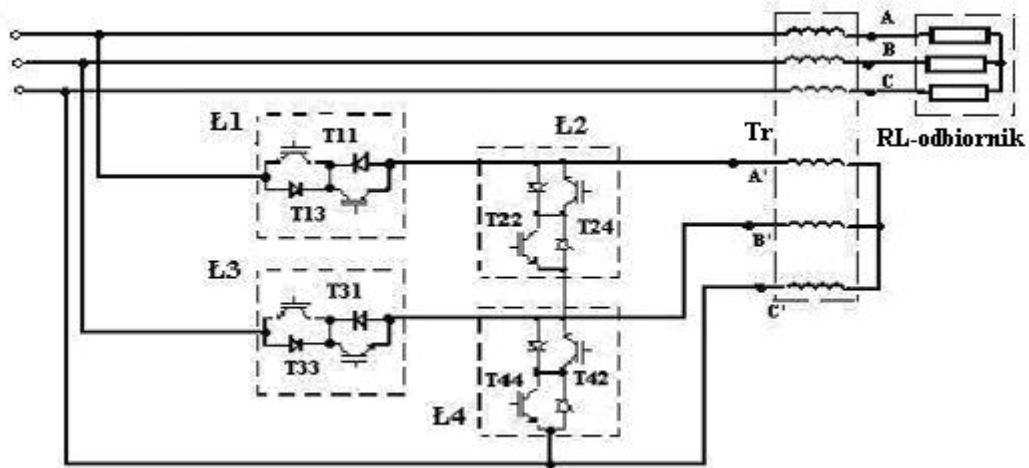 A
B
C
RL-odbiornik
Ł1
T11
T13
Ł2
T22
T24
Tr
A'
B'
C'
Ł3
T31
T33
T44
T42
Ł4